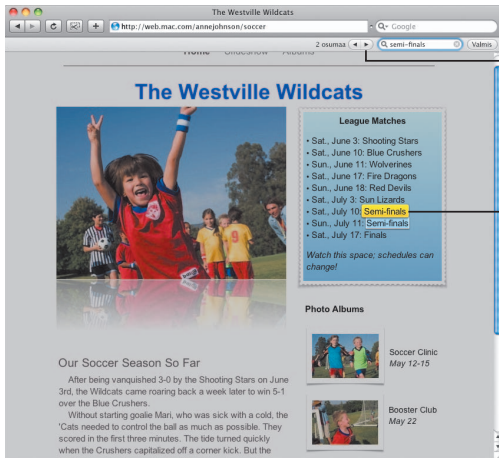 The Westville Wildcats
http://web.mac.com/annejohnson/soccer
Google
2 osumaa
semi-finals
Valmis
Home Slideshow Albums
The Westville Wildcats
League Matches
• Sat., June 3: Shooting Stars
• Sat., June 10: Blue Crushers
• Sun., June 11: Wolverines
• Sat., June 17: Fire Dragons
• Sun., June 18: Red Devils
• Sat., July 3: Sun Lizards
• Sat., July 10: Semi-finals
• Sun., July 11: Semi-finals
• Sat., July 17: Finals
Watch this space; schedules can
change!
Photo Albums
Soccer Clinic
May 12-15
Booster Club
May 22
Our Soccer Season So Far
After being vanquished 3-0 by the Shooting Stars on June
3rd, the Wildcats came roaring back a week later to win 5-1
over the Blue Crushers.
Without starting goalie Mari, who was sick with a cold, the
'Cats needed to control the ball as much as possible. They
scored in the first three minutes. The tide turned quickly
when the Crushers capitalized off a corner kick. But the